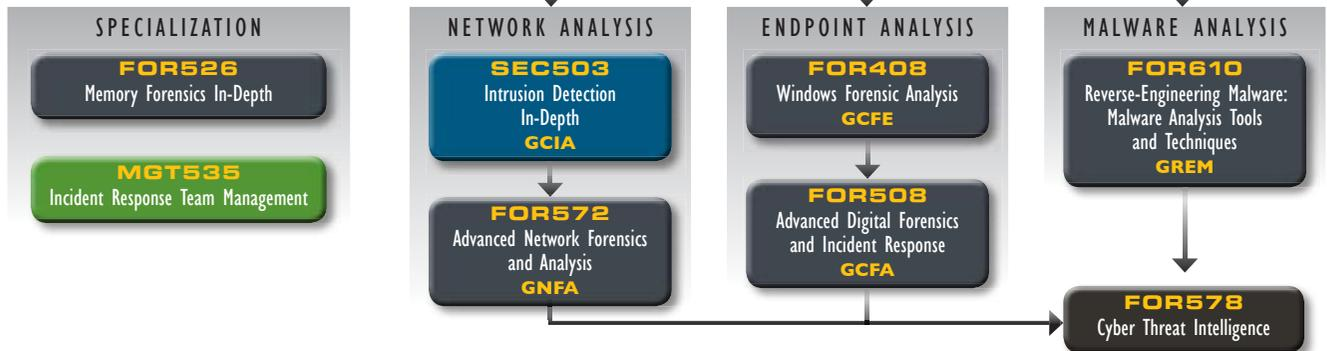 SPECIALIZATION
FOR526
Memory Forensics In-Depth
MGT535
Incident Response Team Management
NETWORK ANALYSIS
SEC503
Intrusion Detection
In-Depth
GCIA
FOR572
Advanced Network Forensics
and Analysis
GNFA
ENDPOINT ANALYSIS
FOR408
Windows Forensic Analysis
GCFE
FOR508
Advanced Digital Forensics
and Incident Response
GCFA
MALWARE ANALYSIS
FOR610
Reverse-Engineering Malware:
Malware Analysis Tools
and Techniques
GREM
FOR578
Cyber Threat Intelligence